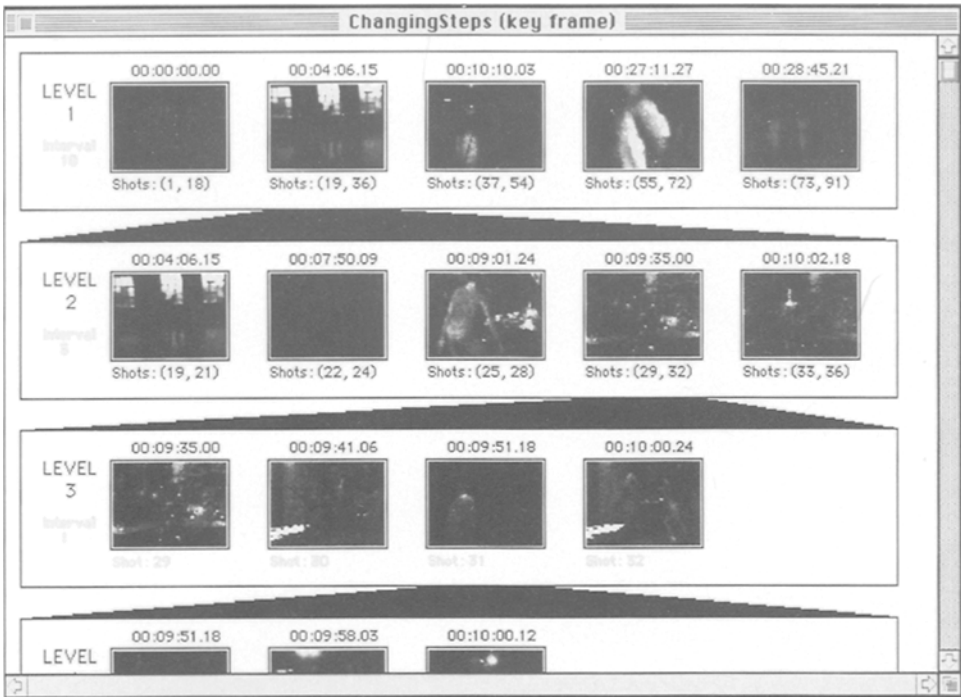 ChangingSteps (key frame)
00:00:00.00 00:04:06.15 00:10:10.03 00:27:11.27 00:28:45.21
LEVEL
1
Interval
18
Shots:(1,18) Shots:(19,36) Shots:(37,54) Shots:(55,72) Shots:(73,91)
00:04:06.15 00:07:50.09 00:09:01.24 00:09:35.00 00:10:02.18
LEVEL
2
Interval
Shots:(19,21) Shots:(22,24) Shots:(25,28) Shots:(29,32) Shots:(33,36)
00:09:35.00 00:09:41.06 00:09:51.18 00:10:00.24
LEVEL
3
Interval
1
Shot:29 Shot:30 Shot:31 Shot:32
00:09:51.18 00:09:58.03 00:10:00.12
LEVEL